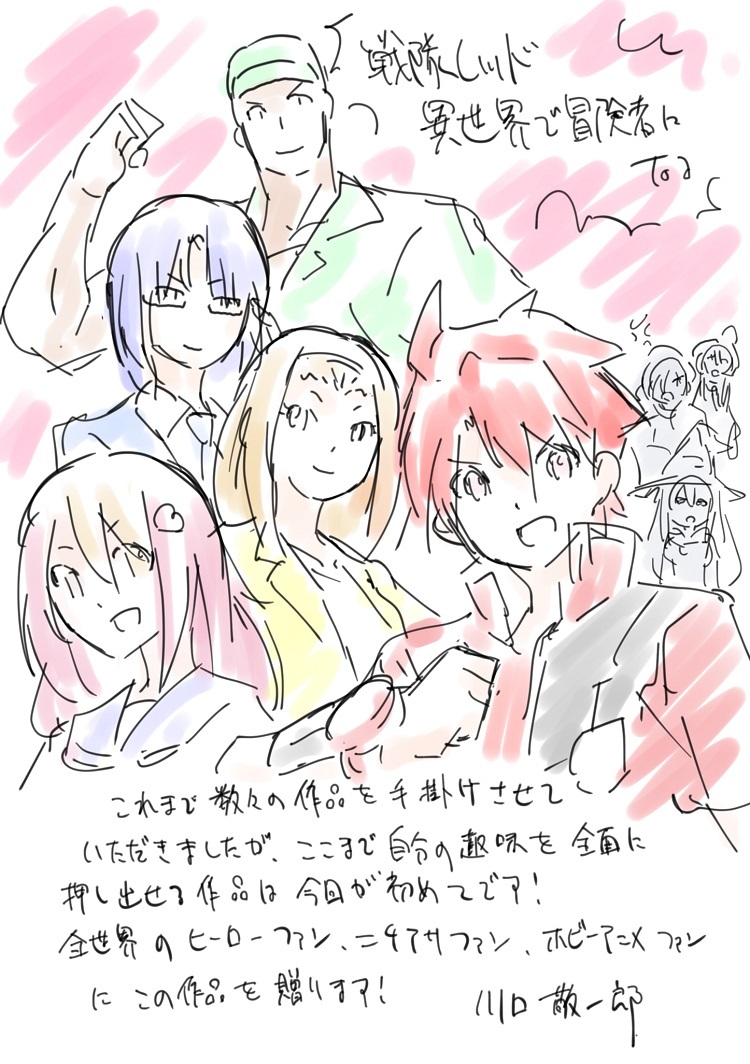 戦隊レッド
異世界で冒険者に
なる
これまで数々の作品を手掛けさせて
いただきましたが、ここまで自分の趣味を全面に
押し出せる作品は今回が初めてです!
全世界のヒーローファン、ニチアサファン、ホビーアニメファン
にこの作品を贈ります!
川口敬一郎